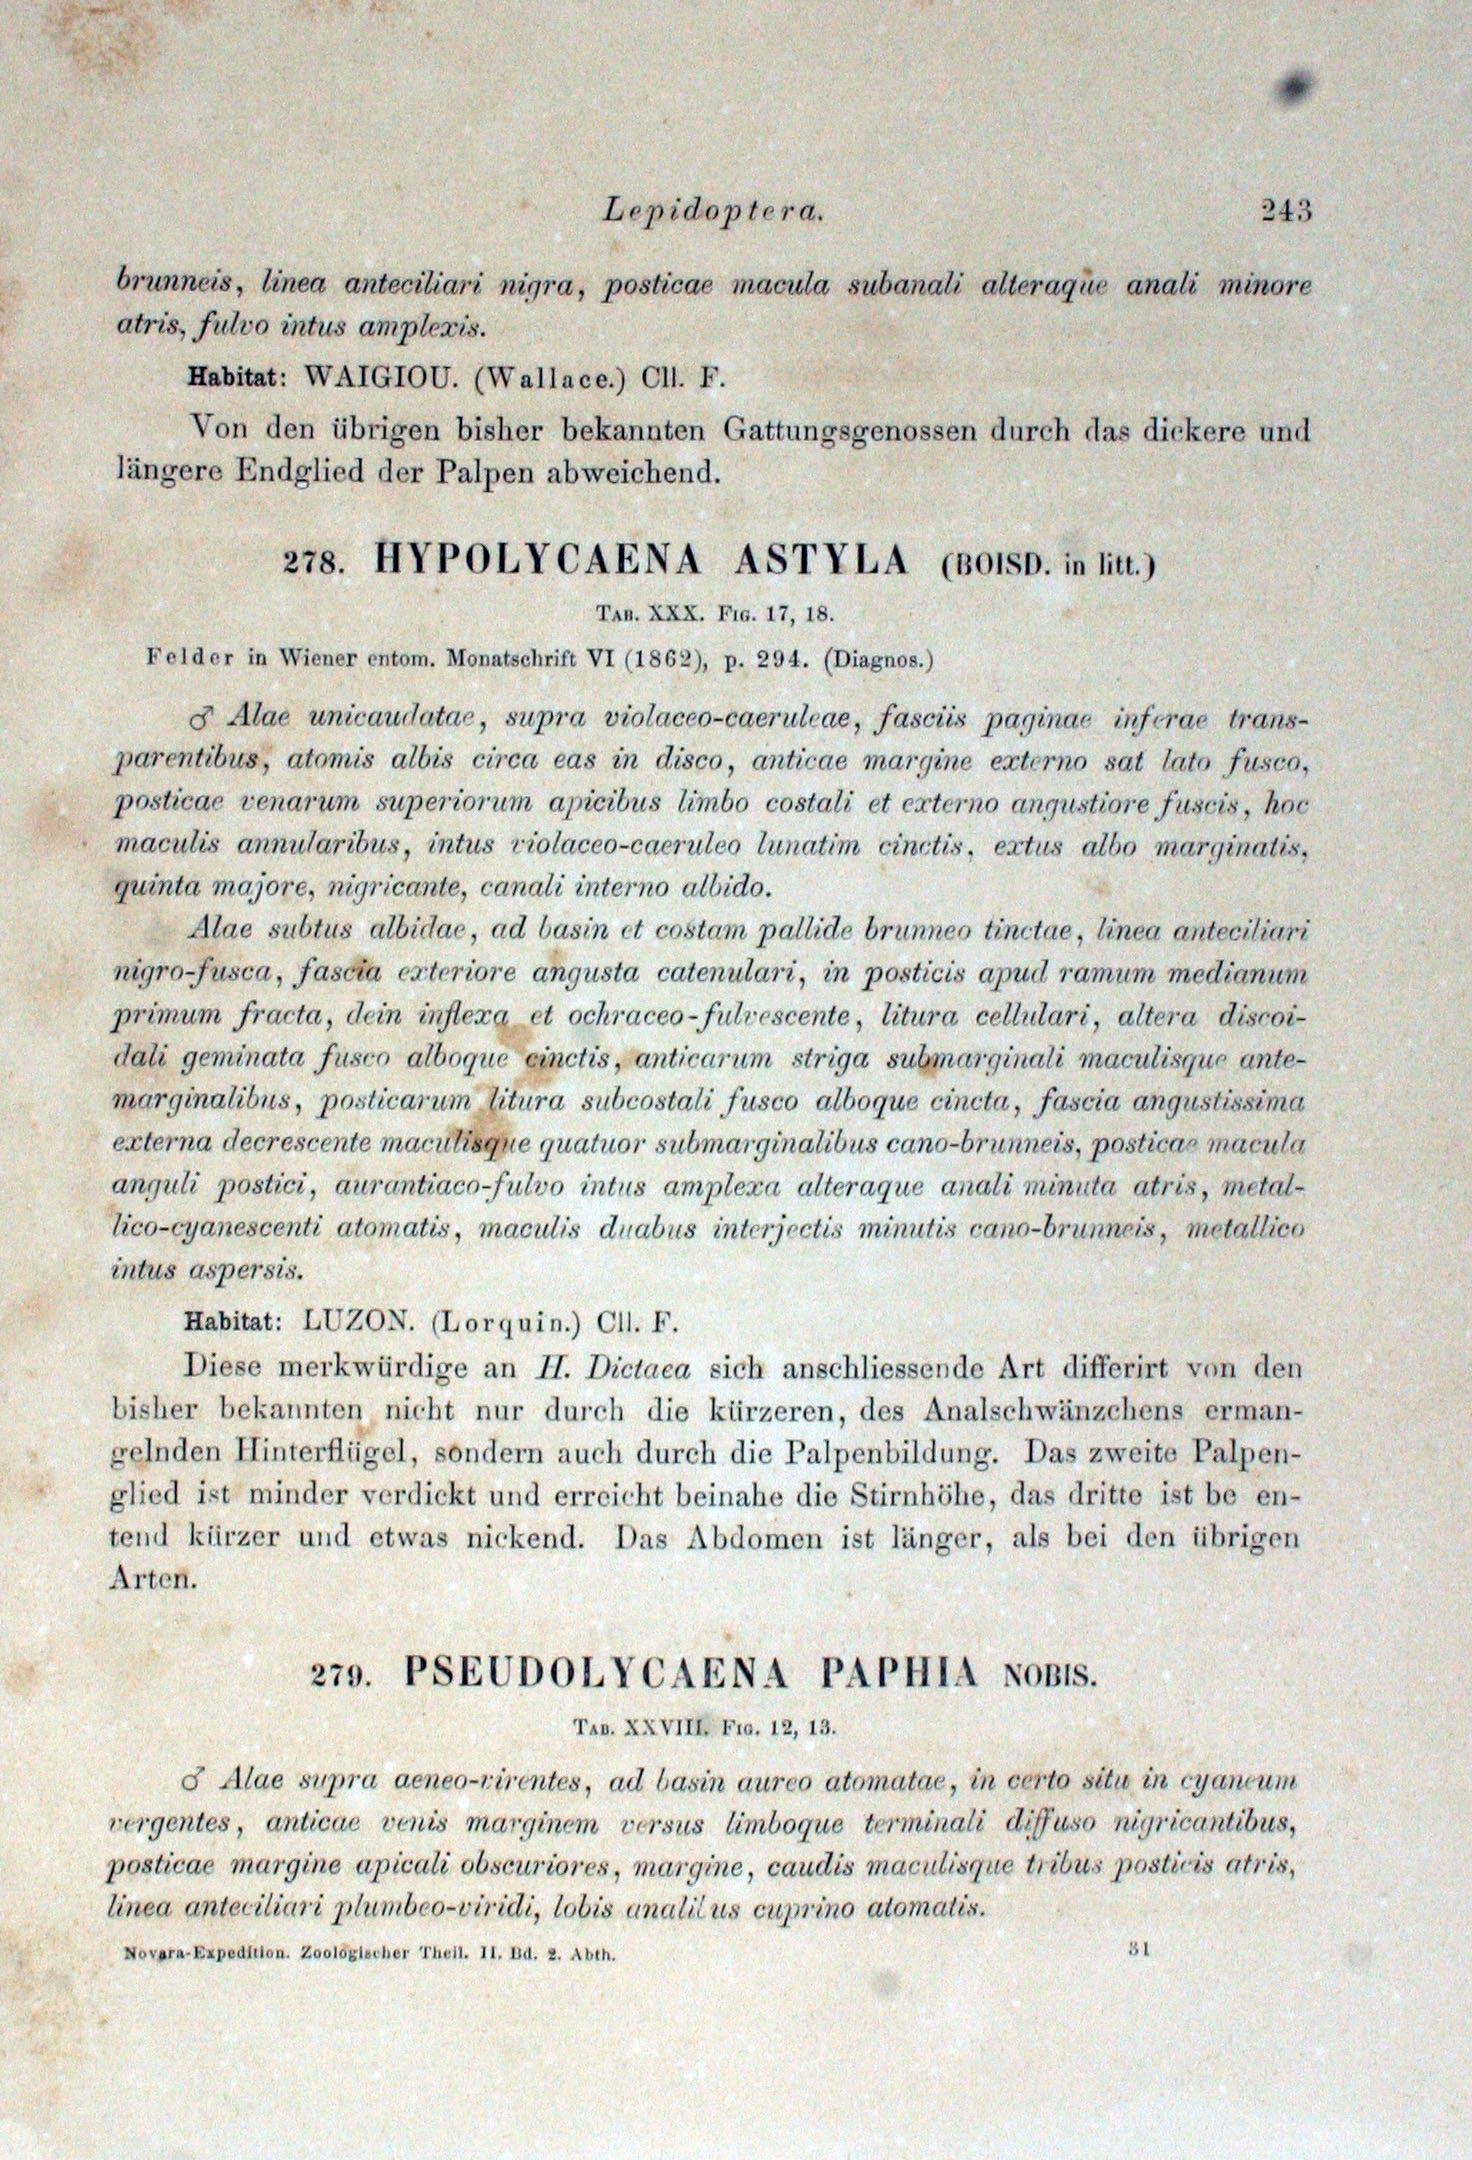 Lepidoptera. 243
brunneis, linea anteciliari nigra, posticae macula subanali alteraque anali minore
atris, fulvo intus amplexis.
Habitat: WAIGIOU. (Wallace.) Cll. F.
Von den übrigen bisher bekannten Gattungsgenossen durch das dickere und
längere Endglied der Palpen abweichend.
278. HYPOLYCAENA ASTYLA (BOISD. in litt.)
TAB. XXX. FIG. 17, 18.
Felder in Wiener entom. Monatschrift VI (1862), p. 294. (Diagnos.)
♂ Alae unicaudatae, supra violaceo-caeruleae, fasciis paginae inferae trans-
parentibus, atomis albis circa eas in disco, anticae margine externo sat lato fusco,
posticae venarum superiorum apicibus limbo costali et externo angustiore fuscis, hoc
maculis annularibus, intus violaceo-caeruleo lunatim cinctis, extus albo marginatis,
quinta majore, nigricante, canali interno albido.
Alae subtus albidae, ad basin et costam pallide brunneo tinctae, linea anteciliari
nigro-fusca, fascia exteriore angusta catenulari, in posticis apud ramum medianum
primum fracta, dein inflexa et ochraceo-fulvescente, litura cellulari, altera discoi-
dali geminata fusco alboque cinctis, anticarum striga submarginali maculisque ante-
marginalibus, posticarum litura subcostali fusco alboque cincta, fascia angustissima
externa decrescente maculisque quatuor submarginalibus cano-brunneis, posticae macula
anguli postici, aurantiaco-fulvo intus amplexa alteraque anali minuta atris, metal-
lico-cyanescenti atomatis, maculis duabus interjectis minutis cano-brunneis, metallico
intus aspersis.
Habitat: LUZON. (Lorquin.) Cll. F.
Diese merkwürdige an H. Dictaea sich anschliessende Art differirt von den
bisher bekannten nicht nur durch die kürzeren, des Analschwänzchens erman-
gelnden Hinterflügel, sondern auch durch die Palpenbildung. Das zweite Palpen-
glied ist minder verdickt und erreicht beinahe die Stirnhöhe, das dritte ist be en-
tend kürzer und etwas nickend. Das Abdomen ist länger, als bei den übrigen
Arten.
279. PSEUDOLYCAENA PAPHIA NOBIS.
TAB. XXVIII. FIG. 12, 13.
♂ Alae supra aeneo-virentes, ad basin aureo atomatae, in certo situ in cyaneum
vergentes, anticae venis marginem versus limboque terminali diffuso nigricantibus,
posticae margine apicali obscuriores, margine, caudis maculisque tribus posticis atris,
linea anteciliari plumbeo-viridi, lobis analibus cuprino atomatis.
Novara-Expedition. Zoologischer Theil. II. Bd. 2. Abth. 31